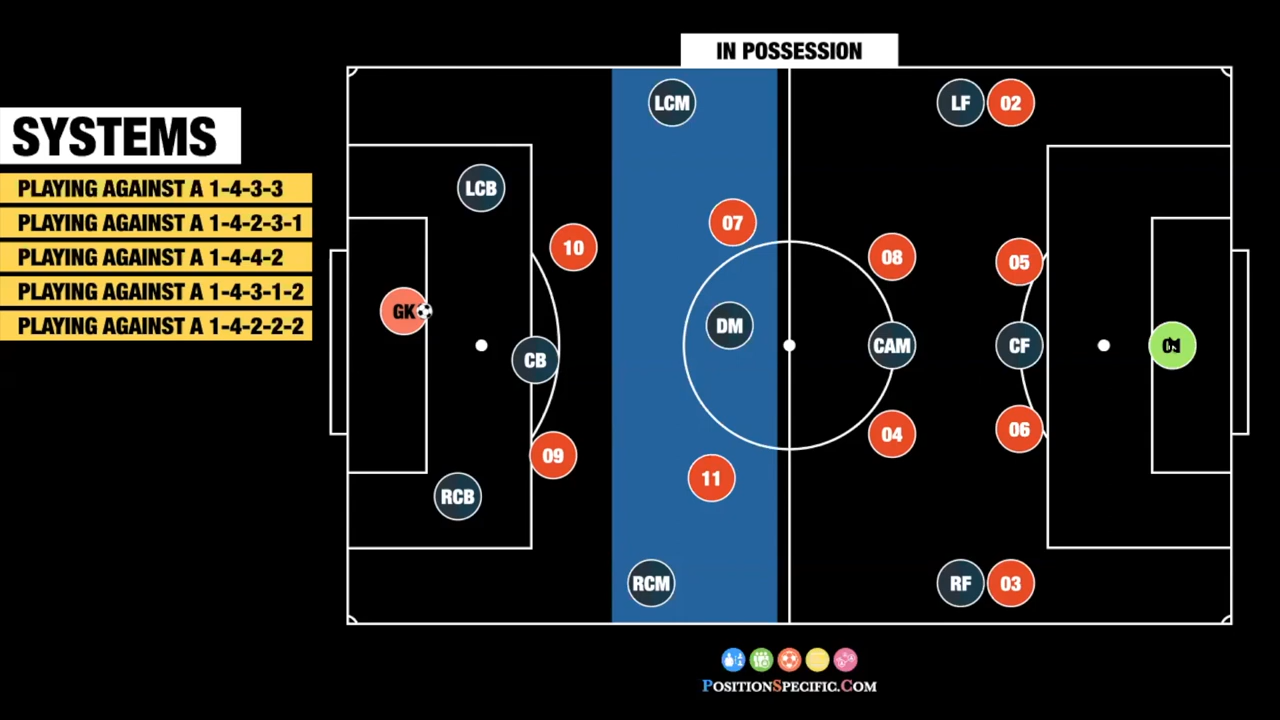 IN POSSESSION
SYSTEMS
PLAYING AGAINST A 1-4-3-3
PLAYING AGAINST A 1-4-2-3-1
PLAYING AGAINST A 1-4-4-2
PLAYING AGAINST A 1-4-3-1-2
PLAYING AGAINST A 1-4-2-2-2
LCM
LF
02
LCB
07
10
08
05
GK
DM
CAM
CF
CB
04
06
09
11
RCB
RCM
RF
03
POSITIONSPECIFIC.COM